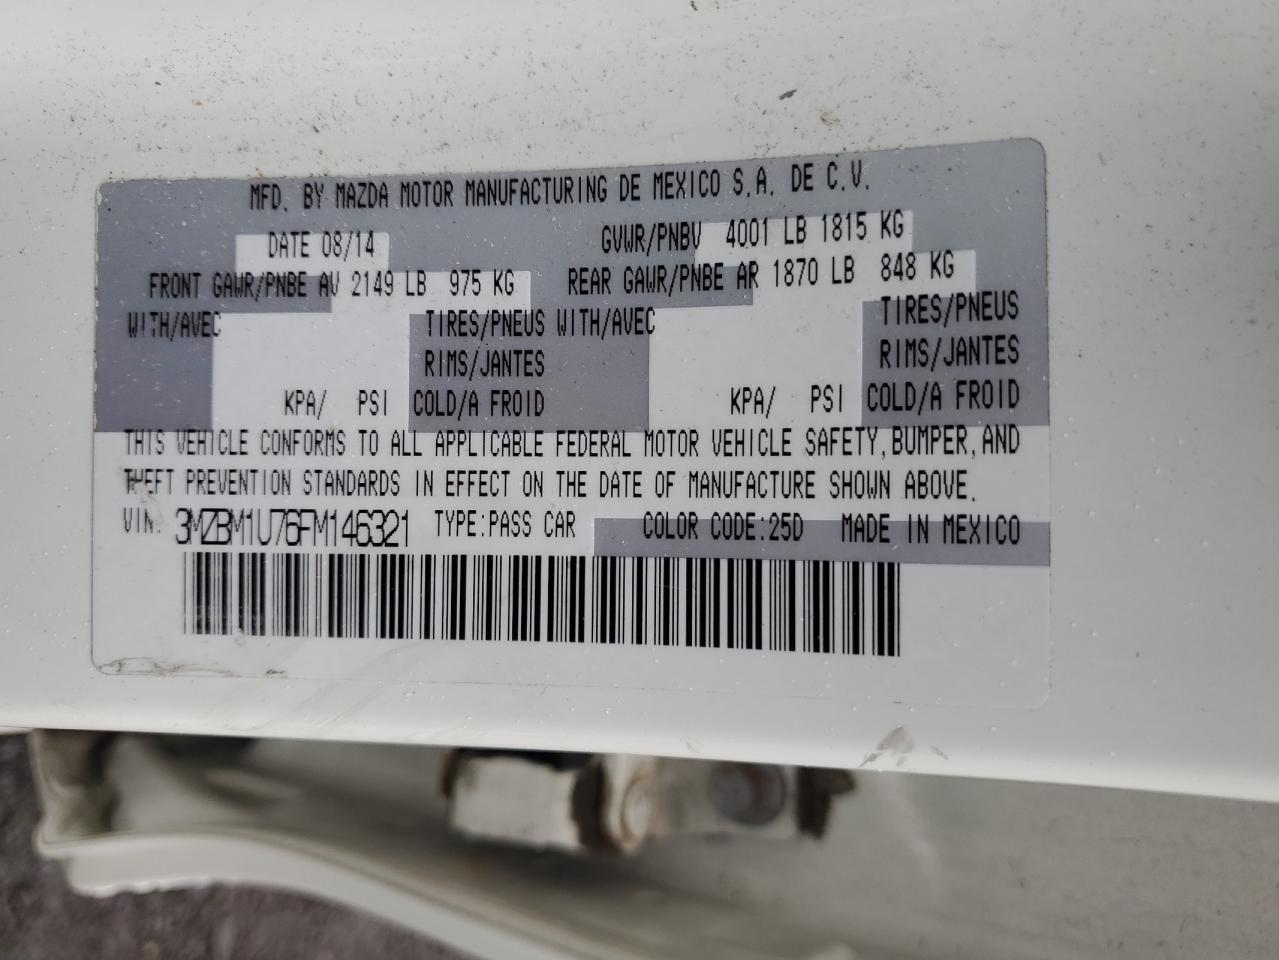 MFD. BY MAZDA MOTOR MANUFACTURING DE MEXICO S.A. DE C.V.
DATE 08/14 GVWR/PNBV 4001 LB 1815 KG
FRONT GAWR/PNBE AV 2149 LB 975 KG REAR GAWR/PNBE AR 1870 LB 848 KG
WITH/AVEC TIRES/PNEUS WITH/AVEC TIRES/PNEUS
RIMS/JANTES RIMS/JANTES
KPA/ PSI COLD/A FROID KPA/ PSI COLD/A FROID
THIS VEHICLE CONFORMS TO ALL APPLICABLE FEDERAL MOTOR VEHICLE SAFETY, BUMPER, AND
THEFT PREVENTION STANDARDS IN EFFECT ON THE DATE OF MANUFACTURE SHOWN ABOVE.
VIN: 3MZBM1U76FM146321 TYPE:PASS CAR COLOR CODE:25D MADE IN MEXICO